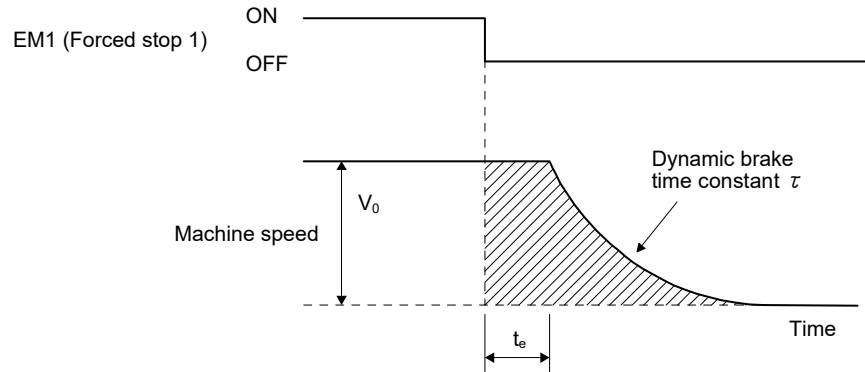 ON
EM1 (Forced stop 1)
OFF
Dynamic brake
time constant τ
V₀
Machine speed
Time
tₑ